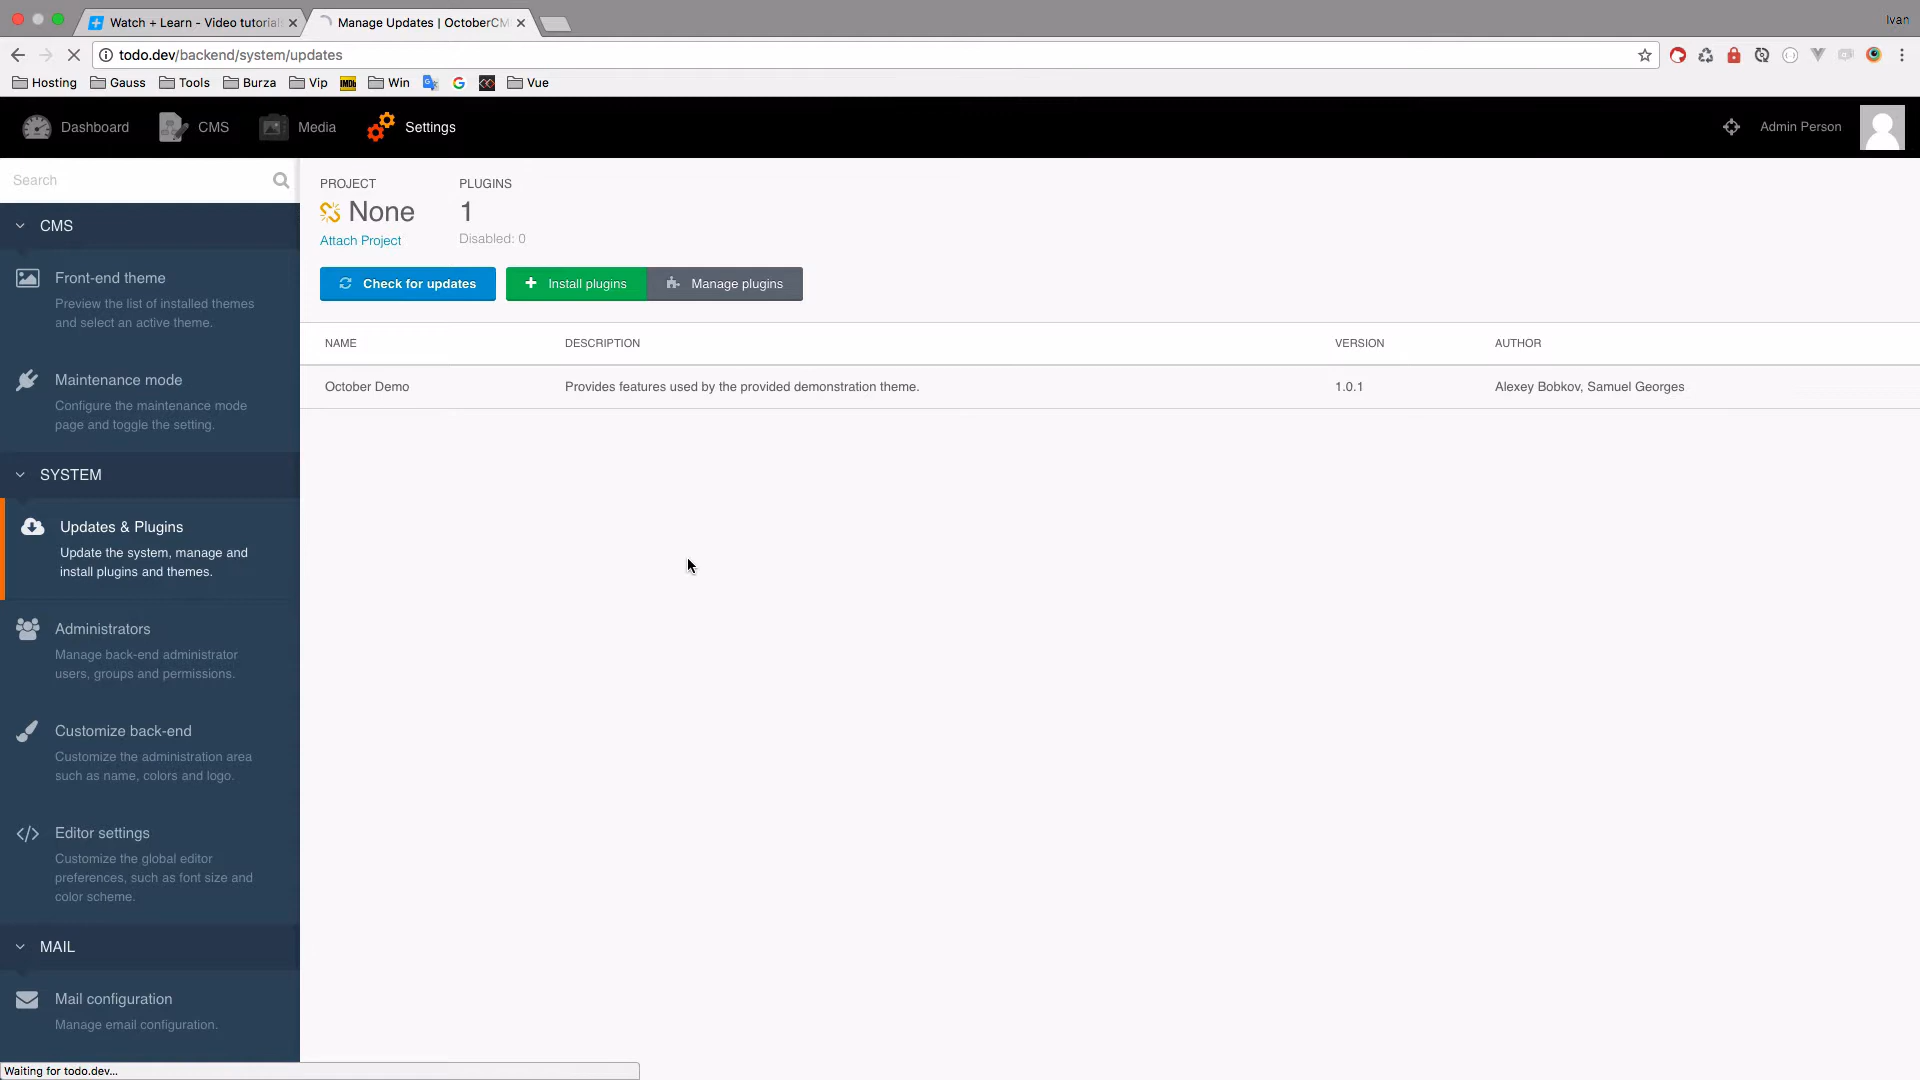 Ivan
Watch + Learn - Video tutorial
Manage Updates | OctoberCM
todo.dev/backend/system/updates
Hosting Gauss Tools Burza Vip IMDb Win Vue
Dashboard CMS Media Settings Admin Person
Search
CMS
Front-end theme
Preview the list of installed themes
and select an active theme.
Maintenance mode
Configure the maintenance mode
page and toggle the setting.
SYSTEM
Updates & Plugins
Update the system, manage and
install plugins and themes.
Administrators
Manage back-end administrator
users, groups and permissions.
Customize back-end
Customize the administration area
such as name, colors and logo.
Editor settings
Customize the global editor
preferences, such as font size and
color scheme.
MAIL
Mail configuration
Manage email configuration.
PROJECT PLUGINS
None 1
Attach Project Disabled: 0
Check for updates Install plugins Manage plugins
NAME DESCRIPTION VERSION AUTHOR
October Demo Provides features used by the provided demonstration theme. 1.0.1 Alexey Bobkov, Samuel Georges
Waiting for todo.dev...